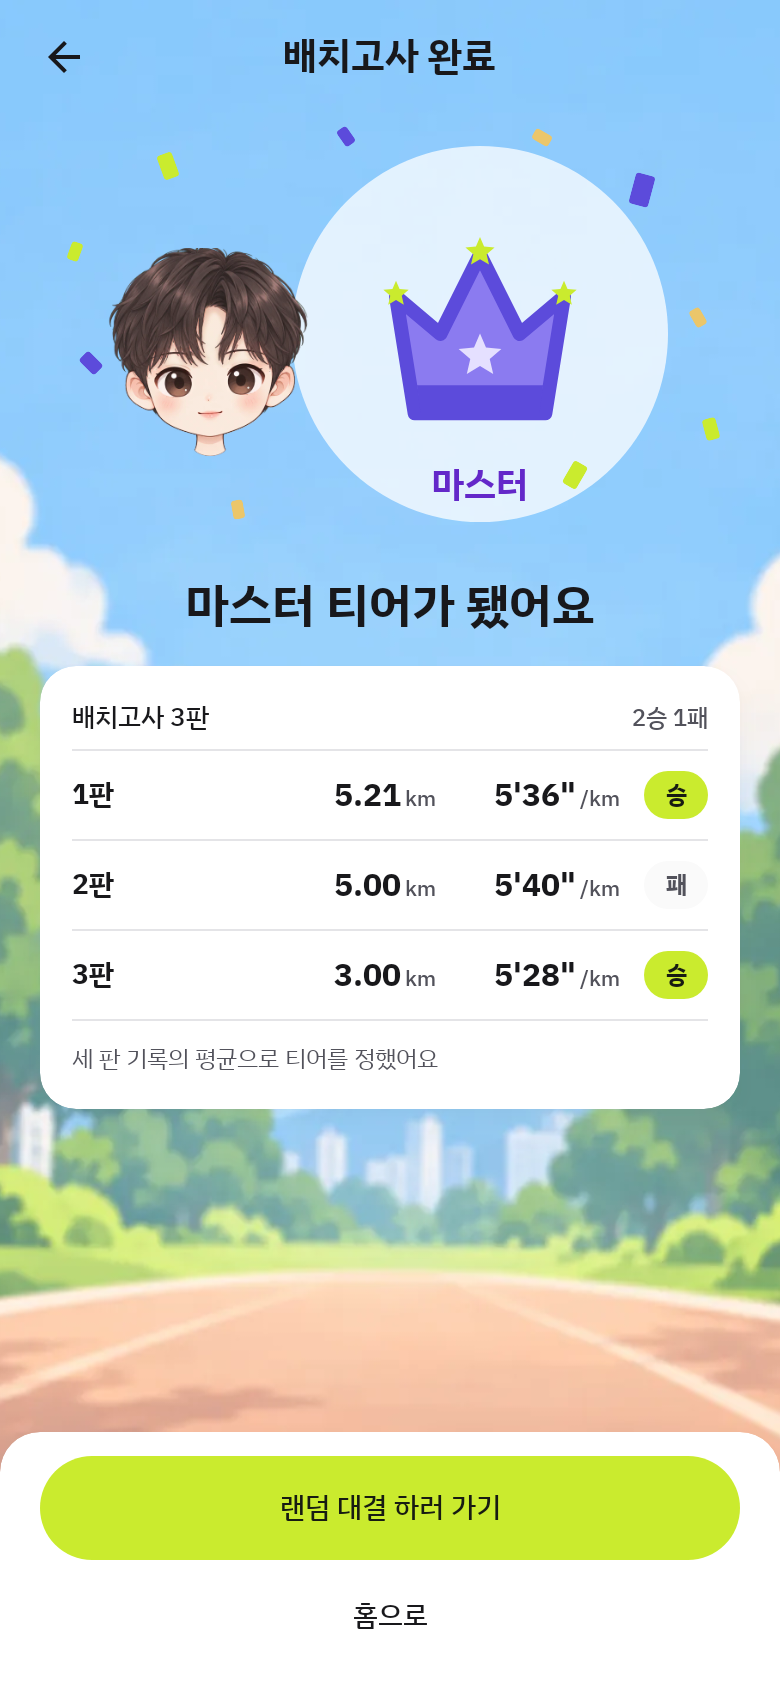 배치고사 완료
마스터
마스터 티어가 됐어요
배치고사 3판 2승 1패
1판 5.21 km 5'36" /km 승
2판 5.00 km 5'40" /km 패
3판 3.00 km 5'28" /km 승
세 판 기록의 평균으로 티어를 정했어요
랜덤 대결 하러 가기
홈으로